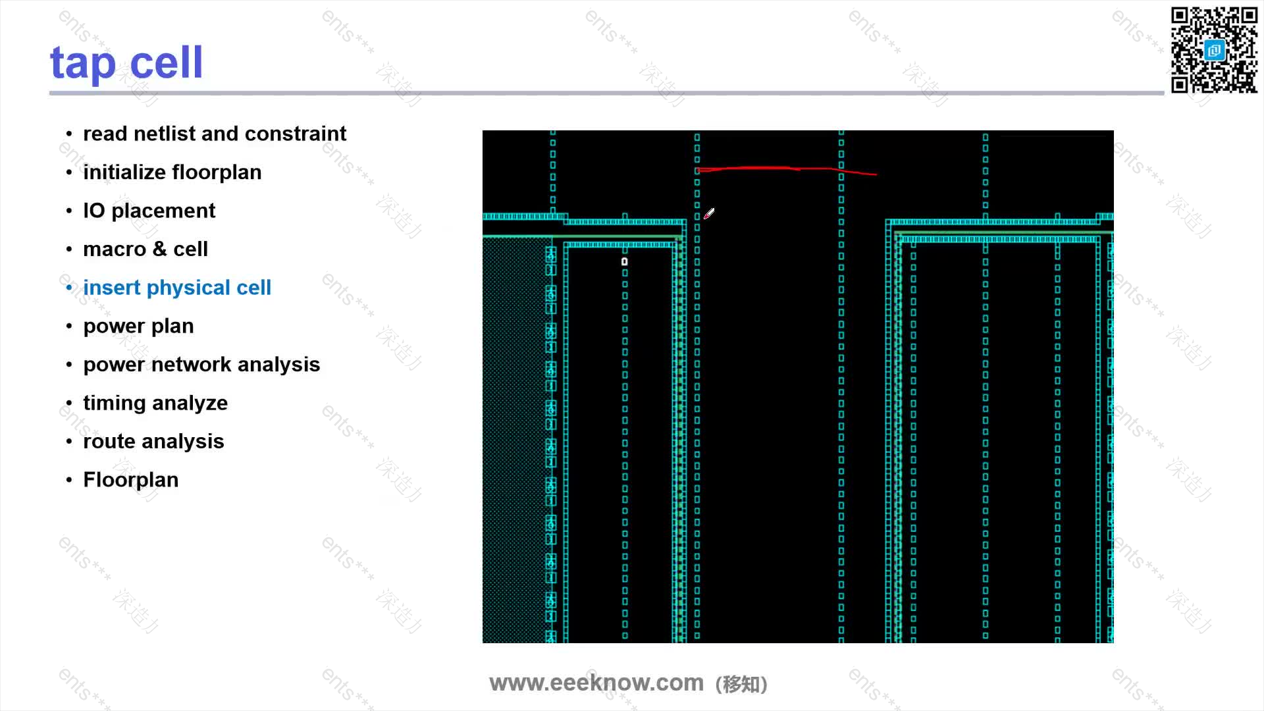 tap cell
• read netlist and constraint
• initialize floorplan
• IO placement
• macro & cell
• insert physical cell
• power plan
• power network analysis
• timing analyze
• route analysis
• Floorplan
www.eeeknow.com（移知）
ents***